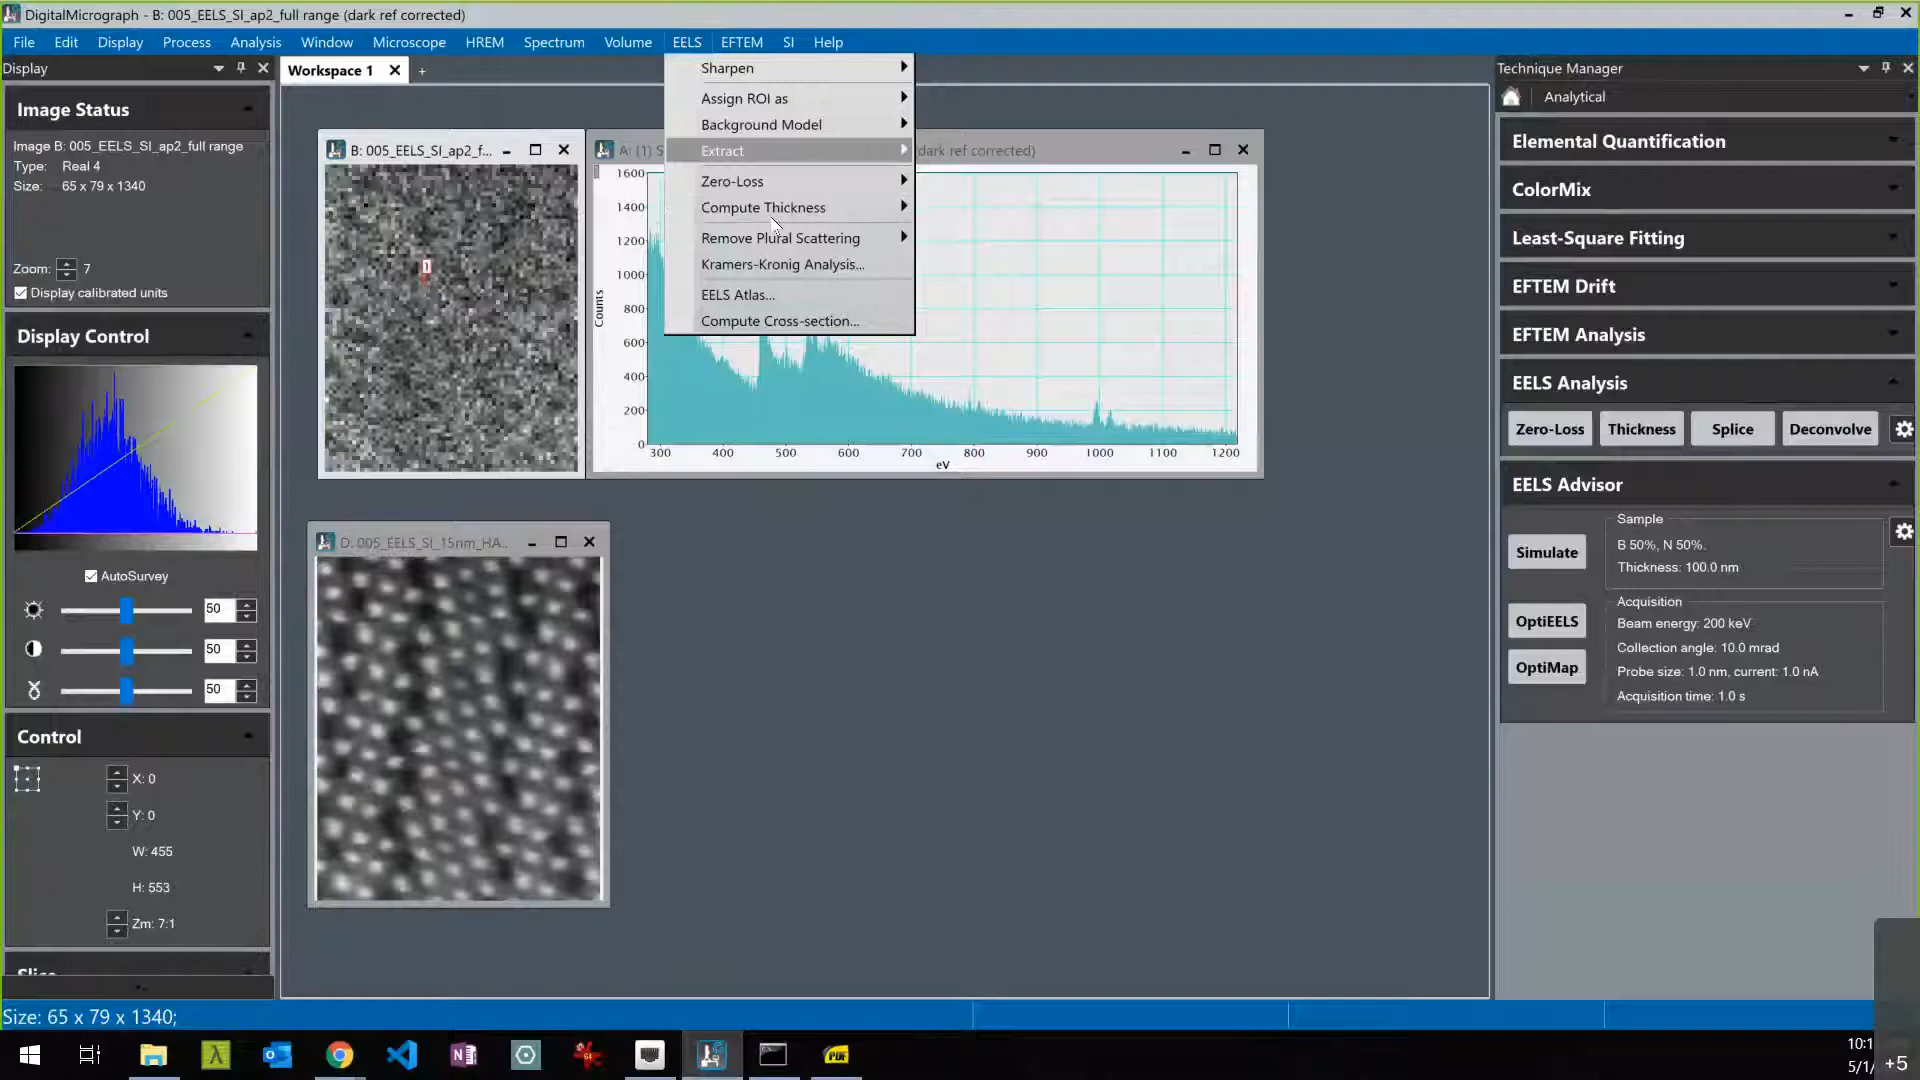 DigitalMicrograph - B: 005_EELS_SI_ap2_full range (dark ref corrected)
File Edit Display Process Analysis Window Microscope HREM Spectrum Volume EELS EFTEM SI Help
Display
Image Status
Image B: 005_EELS_SI_ap2_full range
Type: Real 4
Size: 65 x 79 x 1340
Zoom: 7
Display calibrated units
Display Control
AutoSurvey
50
50
50
Control
X: 0
Y: 0
W: 455
H: 553
Zm: 7:1
Slice
Size: 65 x 79 x 1340;
Workspace 1
+
B: 005_EELS_SI_ap2_f...
1
Sharpen
Assign ROI as
Background Model
Extract
Zero-Loss
Compute Thickness
Remove Plural Scattering
Kramers-Kronig Analysis...
EELS Atlas...
Compute Cross-section...
A: (1) S
dark ref corrected)
1600
1400
1200
1000
800
600
400
200
0
Counts
300 400 500 600 700 800 900 1000 1100 1200
eV
D: 005_EELS_SI_15nm_HA...
Technique Manager
Analytical
Elemental Quantification
ColorMix
Least-Square Fitting
EFTEM Drift
EFTEM Analysis
EELS Analysis
Zero-Loss Thickness Splice Deconvolve
EELS Advisor
Simulate
OptiEELS
OptiMap
Sample
B 50%, N 50%.
Thickness: 100.0 nm
Acquisition
Beam energy: 200 keV
Collection angle: 10.0 mrad
Probe size: 1.0 nm, current: 1.0 nA
Acquisition time: 1.0 s
PDF
10:1
5/1/
+5